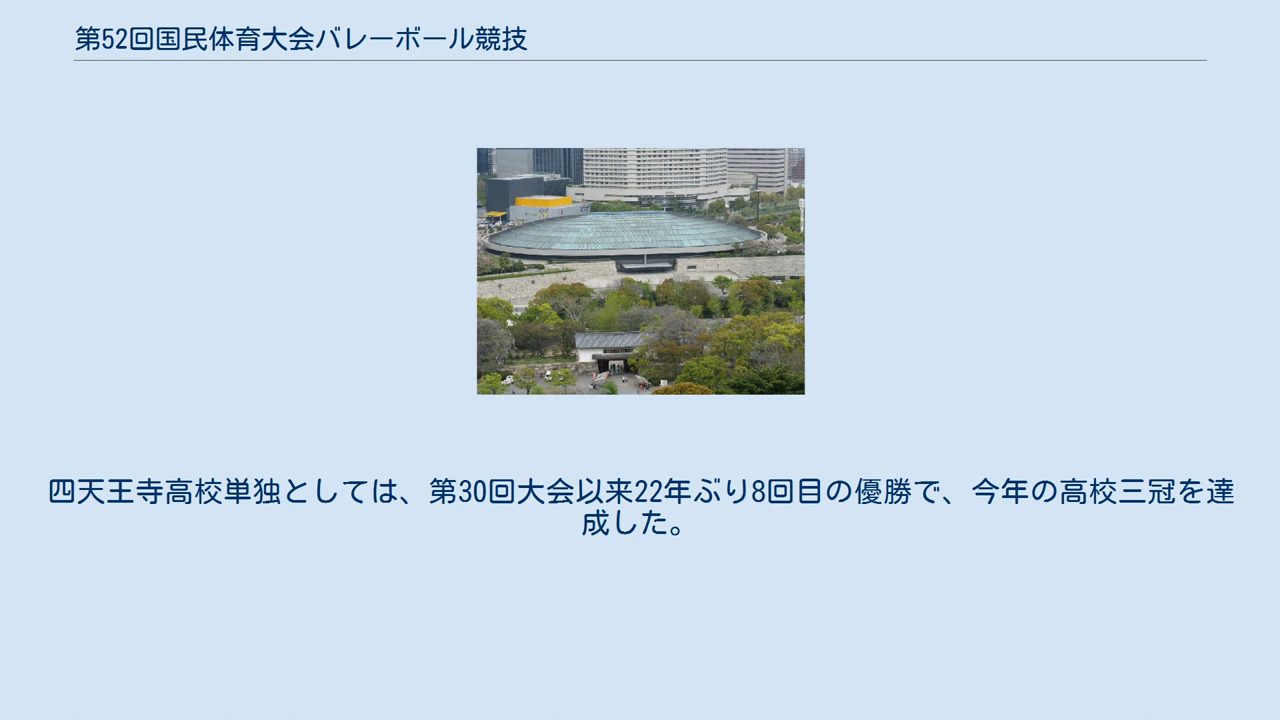 第52回国民体育大会バレーボール競技
四天王寺高校単独としては、第30回大会以来22年ぶり8回目の優勝で、今年の高校三冠を達
成した。